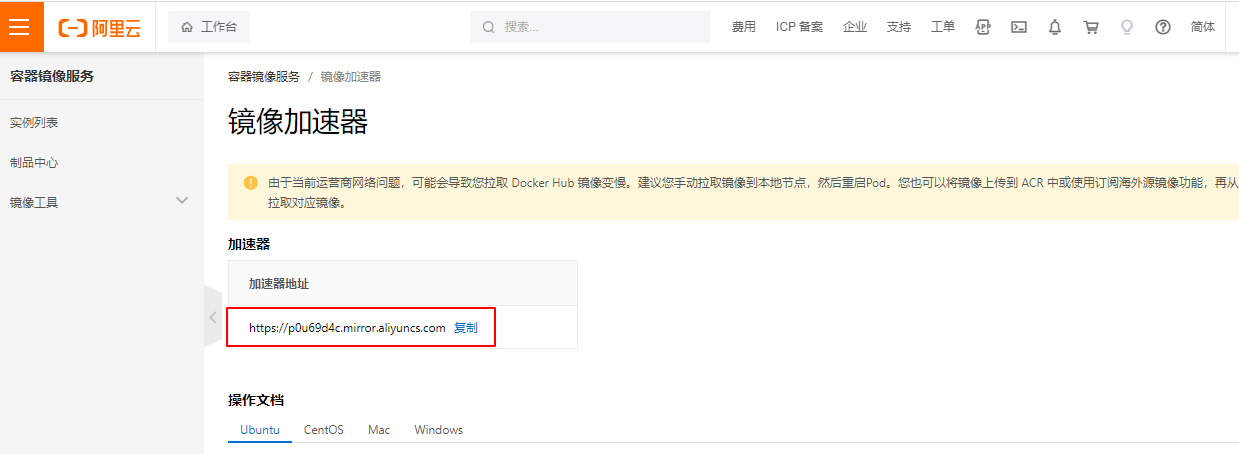 阿里云
工作台
搜索...
费用
ICP 备案
企业
支持
工单
简体
容器镜像服务
实例列表
制品中心
镜像工具
容器镜像服务 / 镜像加速器
镜像加速器
由于当前运营商网络问题，可能会导致您拉取 Docker Hub 镜像变慢。建议您手动拉取镜像到本地节点，然后重启Pod。您也可以将镜像上传到 ACR 中或使用订阅海外源镜像功能，再从
拉取对应镜像。
加速器
加速器地址
https://p0u69d4c.mirror.aliyuncs.com 复制
操作文档
Ubuntu
CentOS
Mac
Windows